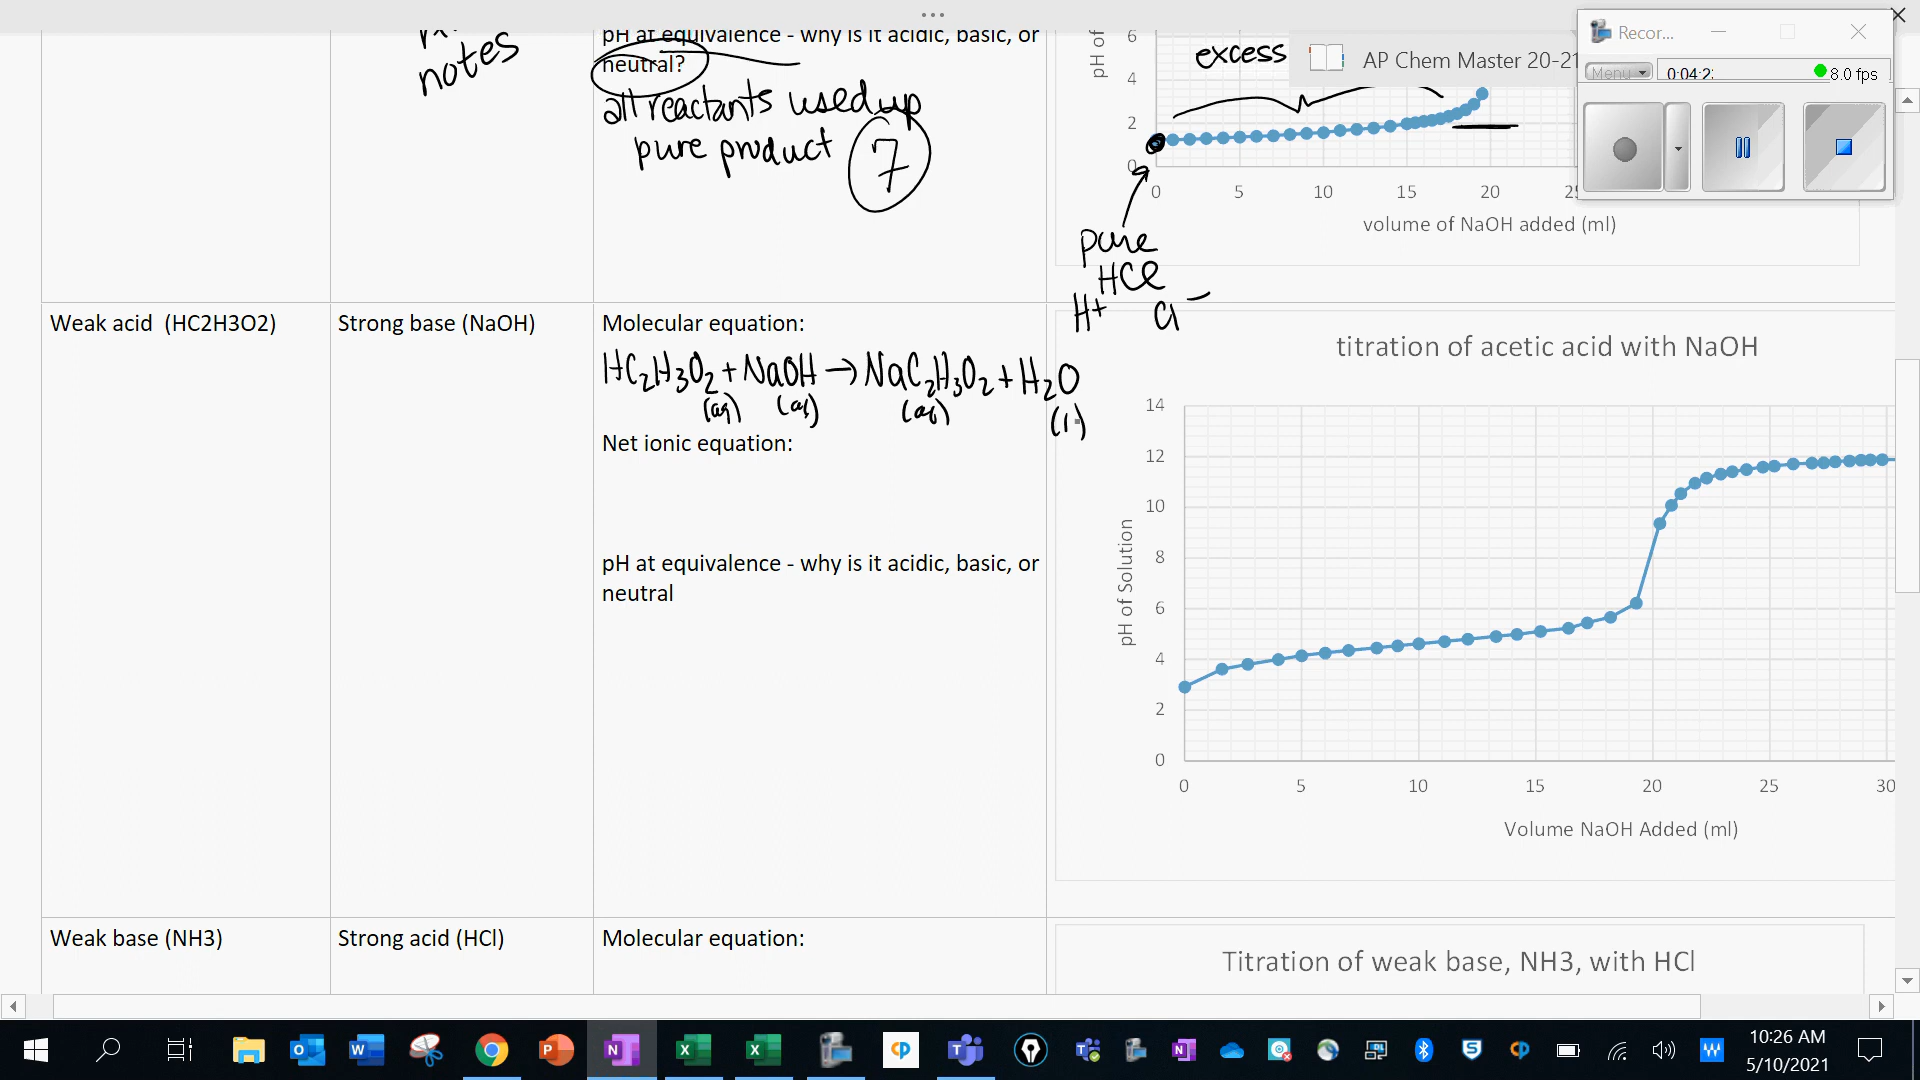 notes
pH at equivalence - why is it acidic, basic, or
neutral?
all reactants used up
pure product 7
pH of
6
4
2
0
excess
0 5 10 15 20
volume of NaOH added (ml)
pure
HCl
H+ Cl−
AP Chem Master 20-21
Recor...
Menu
0:04:2
8.0 fps
Weak acid (HC2H3O2)
Strong base (NaOH)
Molecular equation:
HC₂H₃O₂ + NaOH → NaC₂H₃O₂ + H₂O
(aq) (aq) (aq) (l)
Net ionic equation:
pH at equivalence - why is it acidic, basic, or
neutral
titration of acetic acid with NaOH
14
12
10
8
6
4
2
0
pH of Solution
0 5 10 15 20 25 30
Volume NaOH Added (ml)
Weak base (NH3)
Strong acid (HCl)
Molecular equation:
Titration of weak base, NH3, with HCl
10:26 AM
5/10/2021